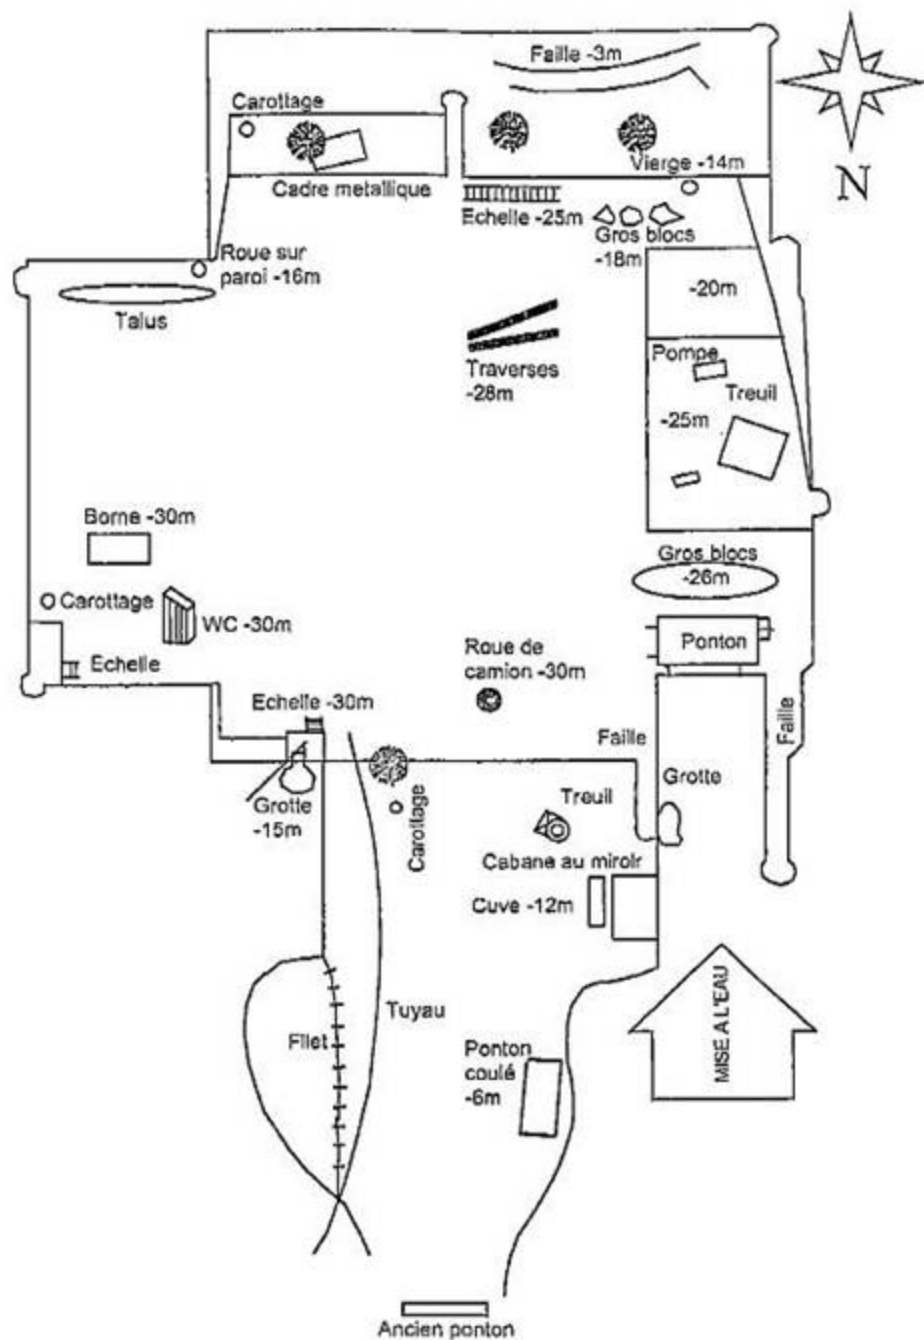 Faille -3m
Carottage
Vierge -14m
N
Cadre metallique
Echelle -25m
Gros blocs
-18m
Roue sur
paroi -16m
-20m
Talus
Pompe
Traverses
-28m
Treuil
-25m
Borne -30m
Gros blocs
-26m
Carottage
WC -30m
Ponton
Echelle
Roue de
camion -30m
Echelle -30m
Faille
Faille
Grotte
Grotte
-15m
Carottage
Treuil
Cabane au miroir
Cuve -12m
MISE A L'EAU
Tuyau
Filet
Ponton
coulé
-6m
Ancien ponton